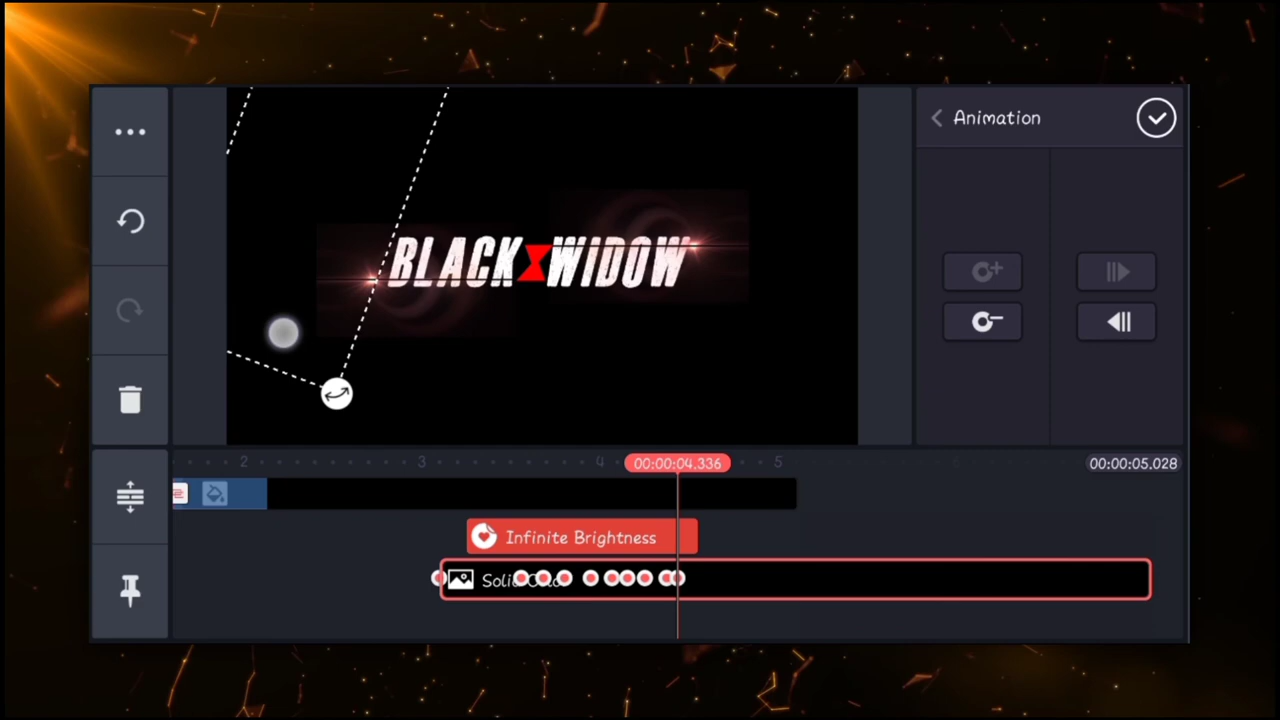 Animation
BLACK WIDOW
2
3
4
00:00:04.336
5
00:00:05.028
Infinite Brightness
Solid Color